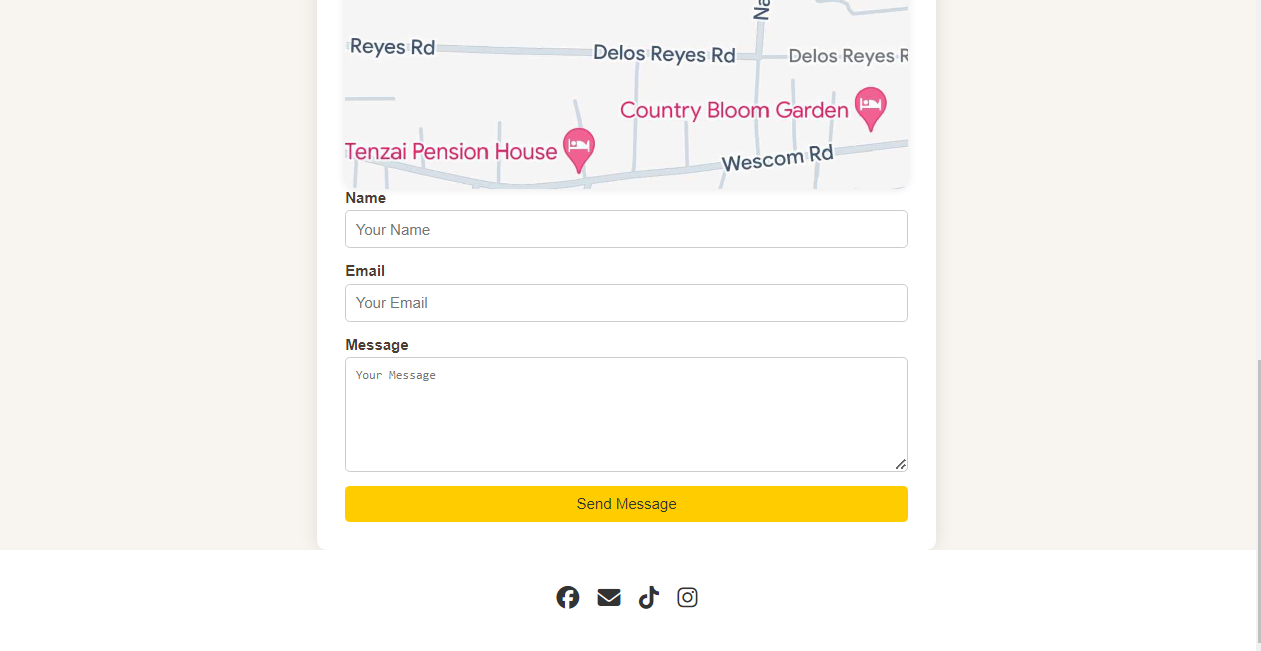 Na
Reyes Rd
Delos Reyes Rd
Delos Reyes R
Country Bloom Garden
Tenzai Pension House
Wescom Rd
Name
Your Name
Email
Your Email
Message
Your Message
Send Message